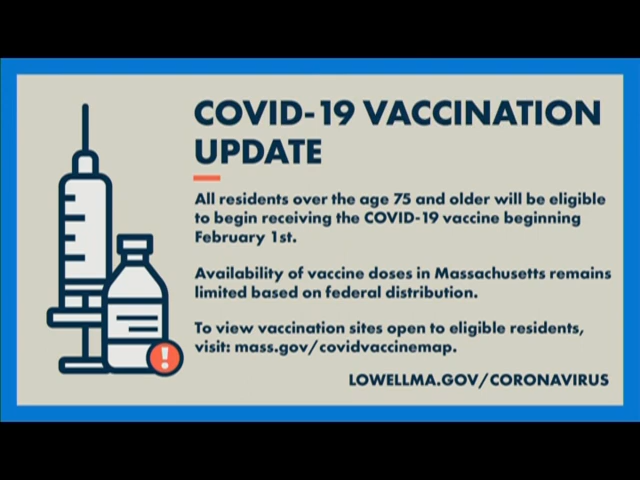 COVID-19 VACCINATION
UPDATE
All residents over the age 75 and older will be eligible
to begin receiving the COVID-19 vaccine beginning
February 1st.
Availability of vaccine doses in Massachusetts remains
limited based on federal distribution.
To view vaccination sites open to eligible residents,
visit: mass.gov/covidvaccinemap.
LOWELLMA.GOV/CORONAVIRUS